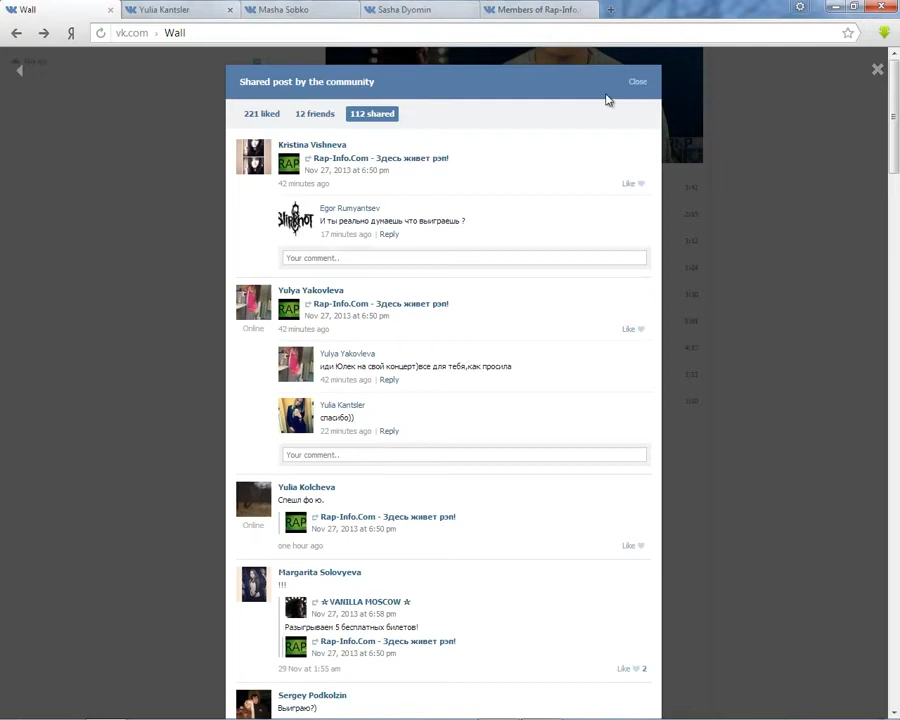 Wall
Yulia Kantsler
Masha Sobko
Sasha Dyomin
Members of Rap-Info.
Я
vk.com › Wall
Shared post by the community
Close
221 liked
12 friends
112 shared
Kristina Vishneva
RAP
Rap-Info.Com - Здесь живет рэп!
Nov 27, 2013 at 6:50 pm
42 minutes ago
Like
Egor Rumyantsev
И ты реально думаешь что выиграешь ?
17 minutes ago | Reply
Your comment..
Yulya Yakovleva
RAP
Rap-Info.Com - Здесь живет рэп!
Nov 27, 2013 at 6:50 pm
Online
42 minutes ago
Like
Yulya Yakovleva
иди Юлек на свой концерт)все для тебя,как просила
42 minutes ago | Reply
Yulia Kantsler
спасибо))
22 minutes ago | Reply
Your comment..
Yulia Kolcheva
Спешл фо ю.
RAP
Rap-Info.Com - Здесь живет рэп!
Nov 27, 2013 at 6:50 pm
Online
one hour ago
Like
Margarita Solovyeva
!!!
☆ VANILLA MOSCOW ☆
Nov 27, 2013 at 6:58 pm
Разыгрываем 5 бесплатных билетов!
RAP
Rap-Info.Com - Здесь живет рэп!
Nov 27, 2013 at 6:50 pm
29 Nov at 1:55 am
Like 2
Sergey Podkolzin
Выиграю?)